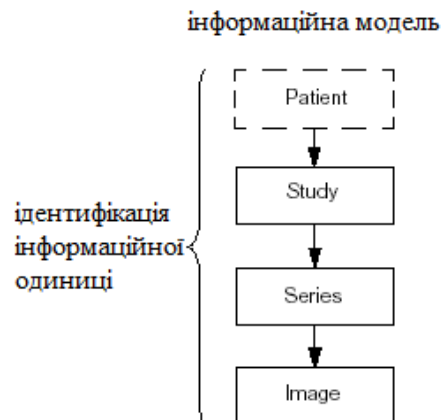 інформаційна модель
Patient
Study
ідентифікація
інформаційної
одиниці
Series
Image